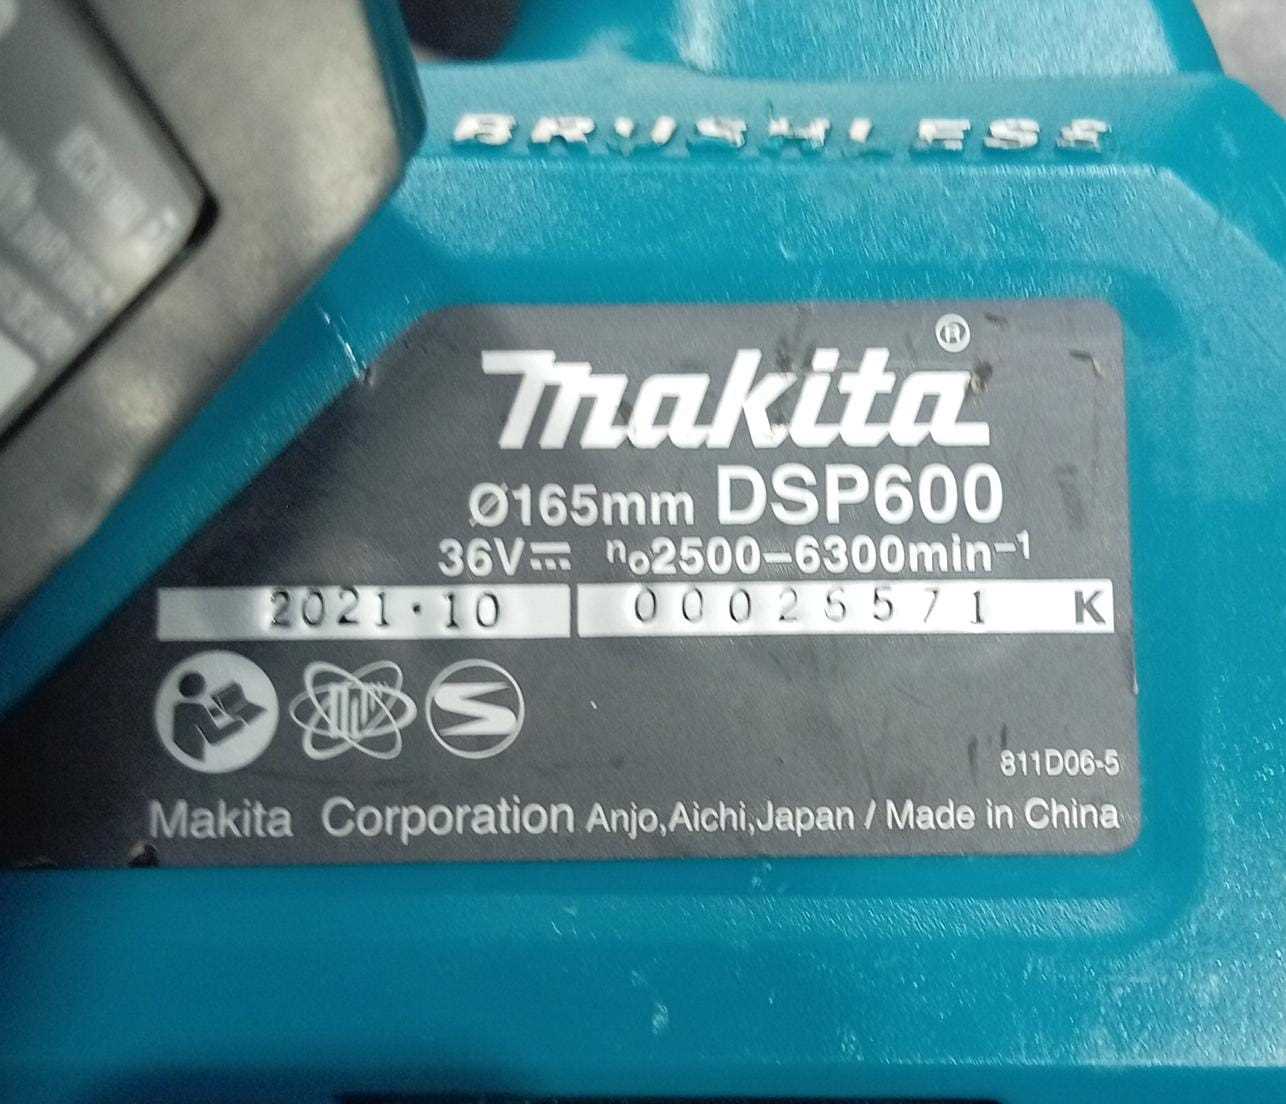 BRUSHLESS
makita®
Ø165mm DSP600
36V⎓ no2500-6300min-1
2021・10 00026571 K
811D06-5
Makita Corporation Anjo,Aichi,Japan / Made in China